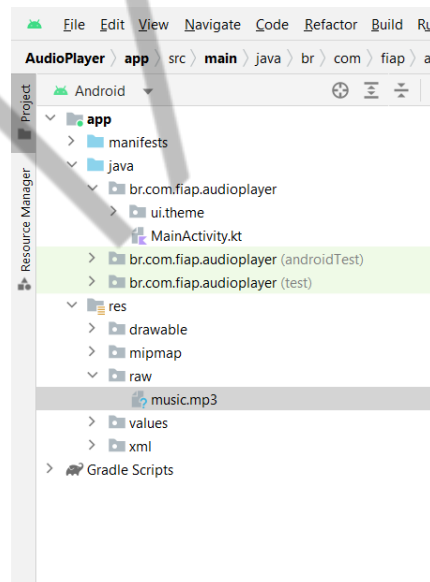 File Edit View Navigate Code Refactor Build
AudioPlayer app src main java br com fiap
Project
Android
app
manifests
java
br.com.fiap.audioplayer
ui.theme
MainActivity.kt
br.com.fiap.audioplayer (androidTest)
br.com.fiap.audioplayer (test)
res
drawable
mipmap
raw
music.mp3
values
xml
Gradle Scripts
Resource Manager